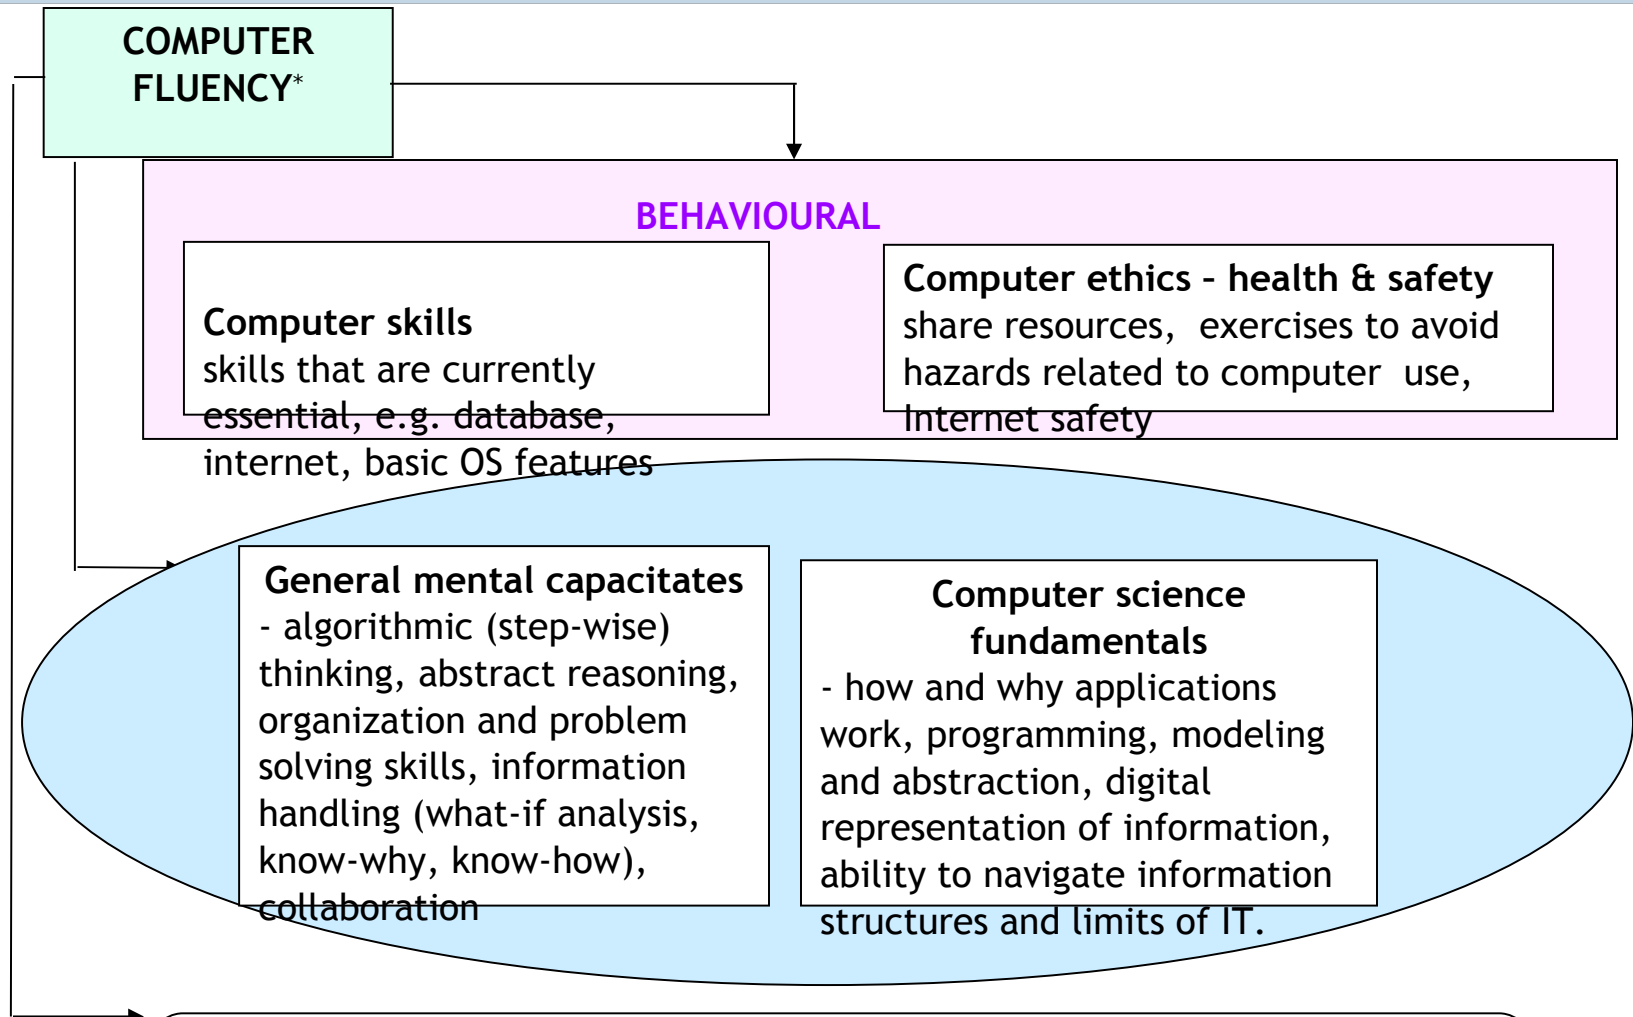 COMPUTER
FLUENCY*
BEHAVIOURAL
Computer skills
skills that are currently
essential, e.g. database,
internet, basic OS features
Computer ethics – health & safety
share resources,  exercises to avoid
hazards related to computer  use,
Internet safety
General mental capacitates
- algorithmic (step-wise)
thinking, abstract reasoning,
organization and problem
solving skills, information
handling (what-if analysis,
know-why, know-how),
collaboration
Computer science
fundamentals
- how and why applications
work, programming, modeling
and abstraction, digital
representation of information,
ability to navigate information
structures and limits of IT.